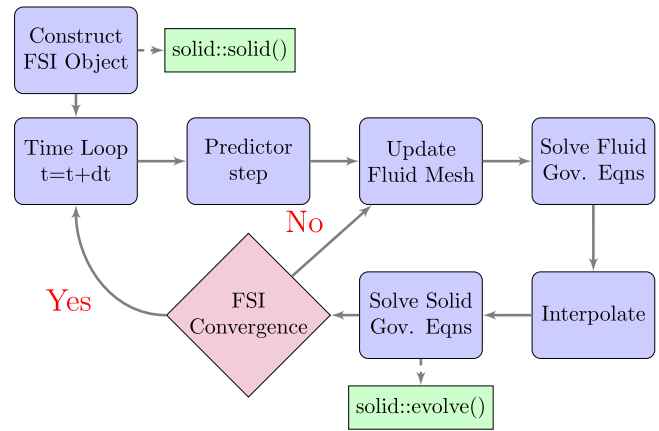 Construct
FSI Object
solid::solid()
Time Loop
t=t+dt
Predictor
step
Update
Fluid Mesh
Solve Fluid
Gov. Eqns
No
Yes
FSI
Convergence
Solve Solid
Gov. Eqns
Interpolate
solid::evolve()